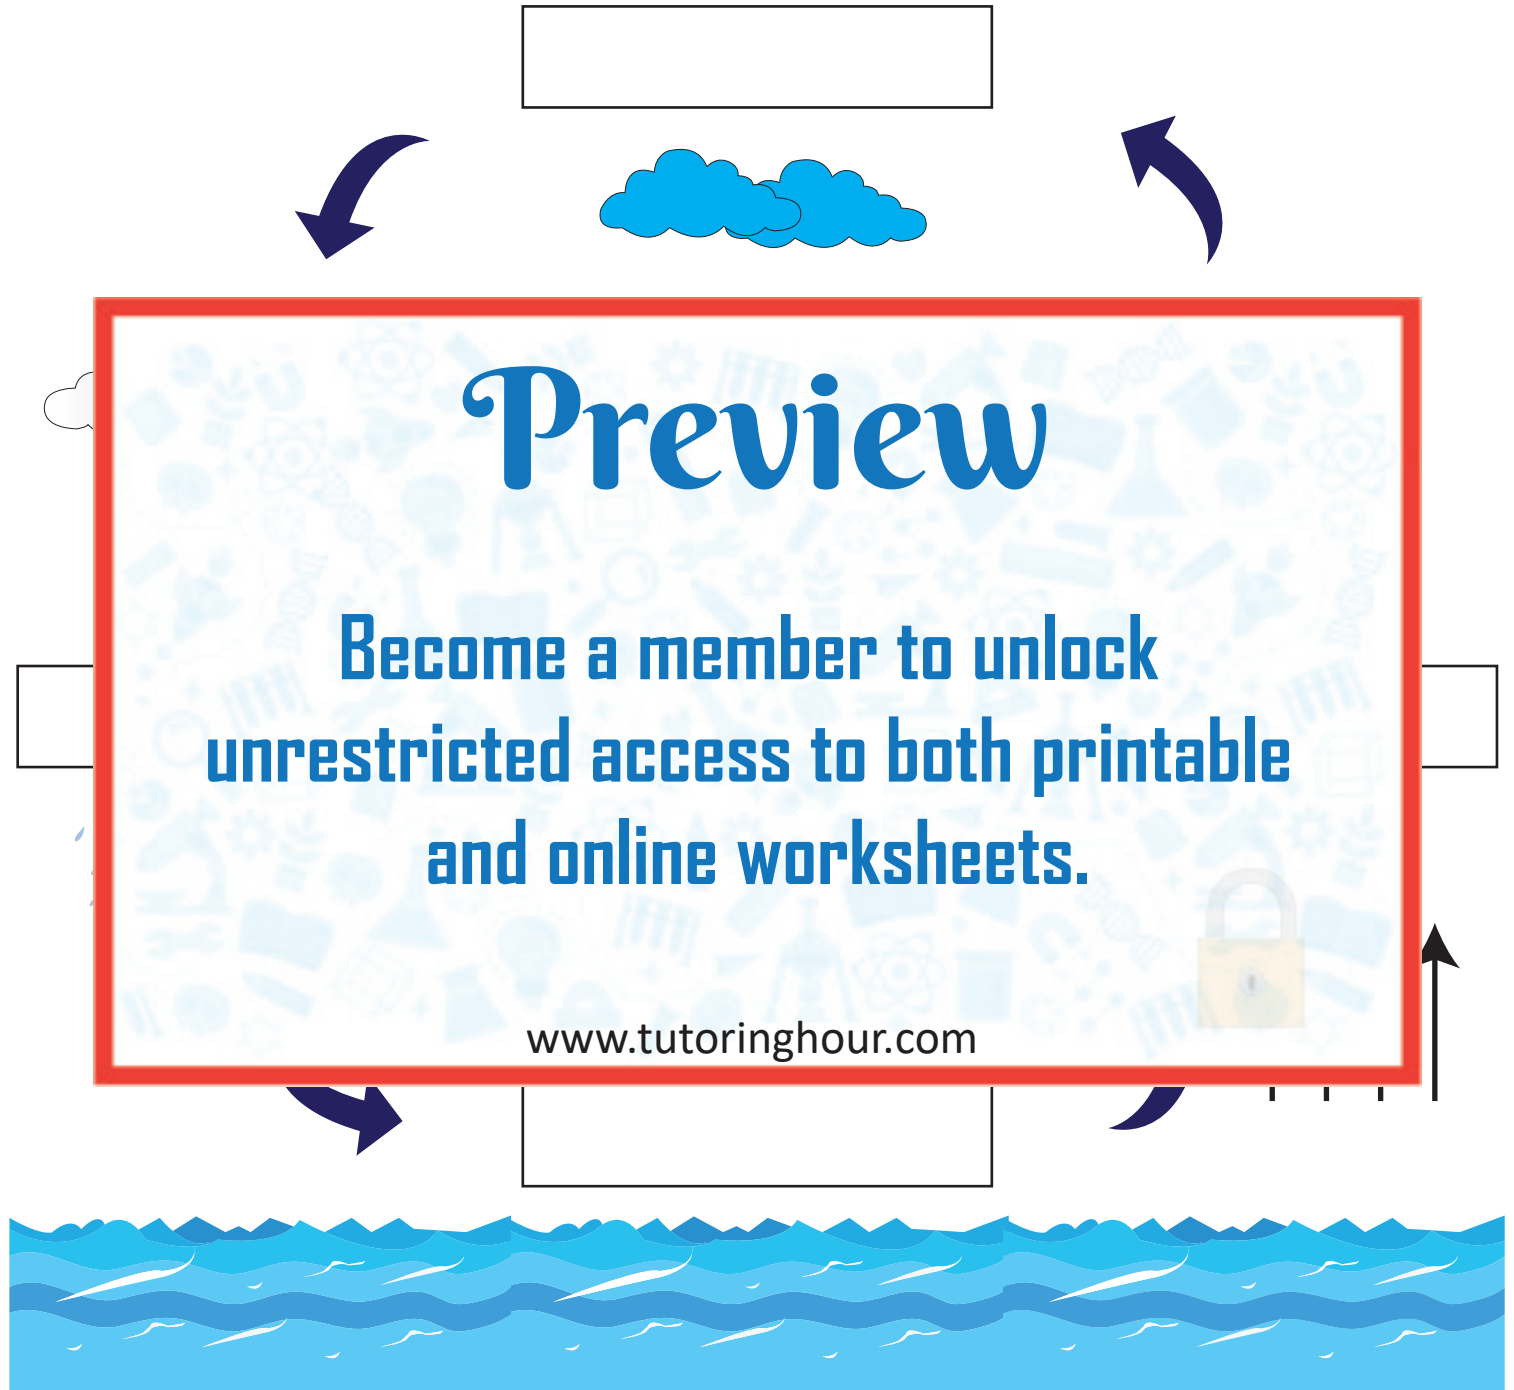 Preview
Become a member to unlock
unrestricted access to both printable
and online worksheets.
www.tutoringhour.com